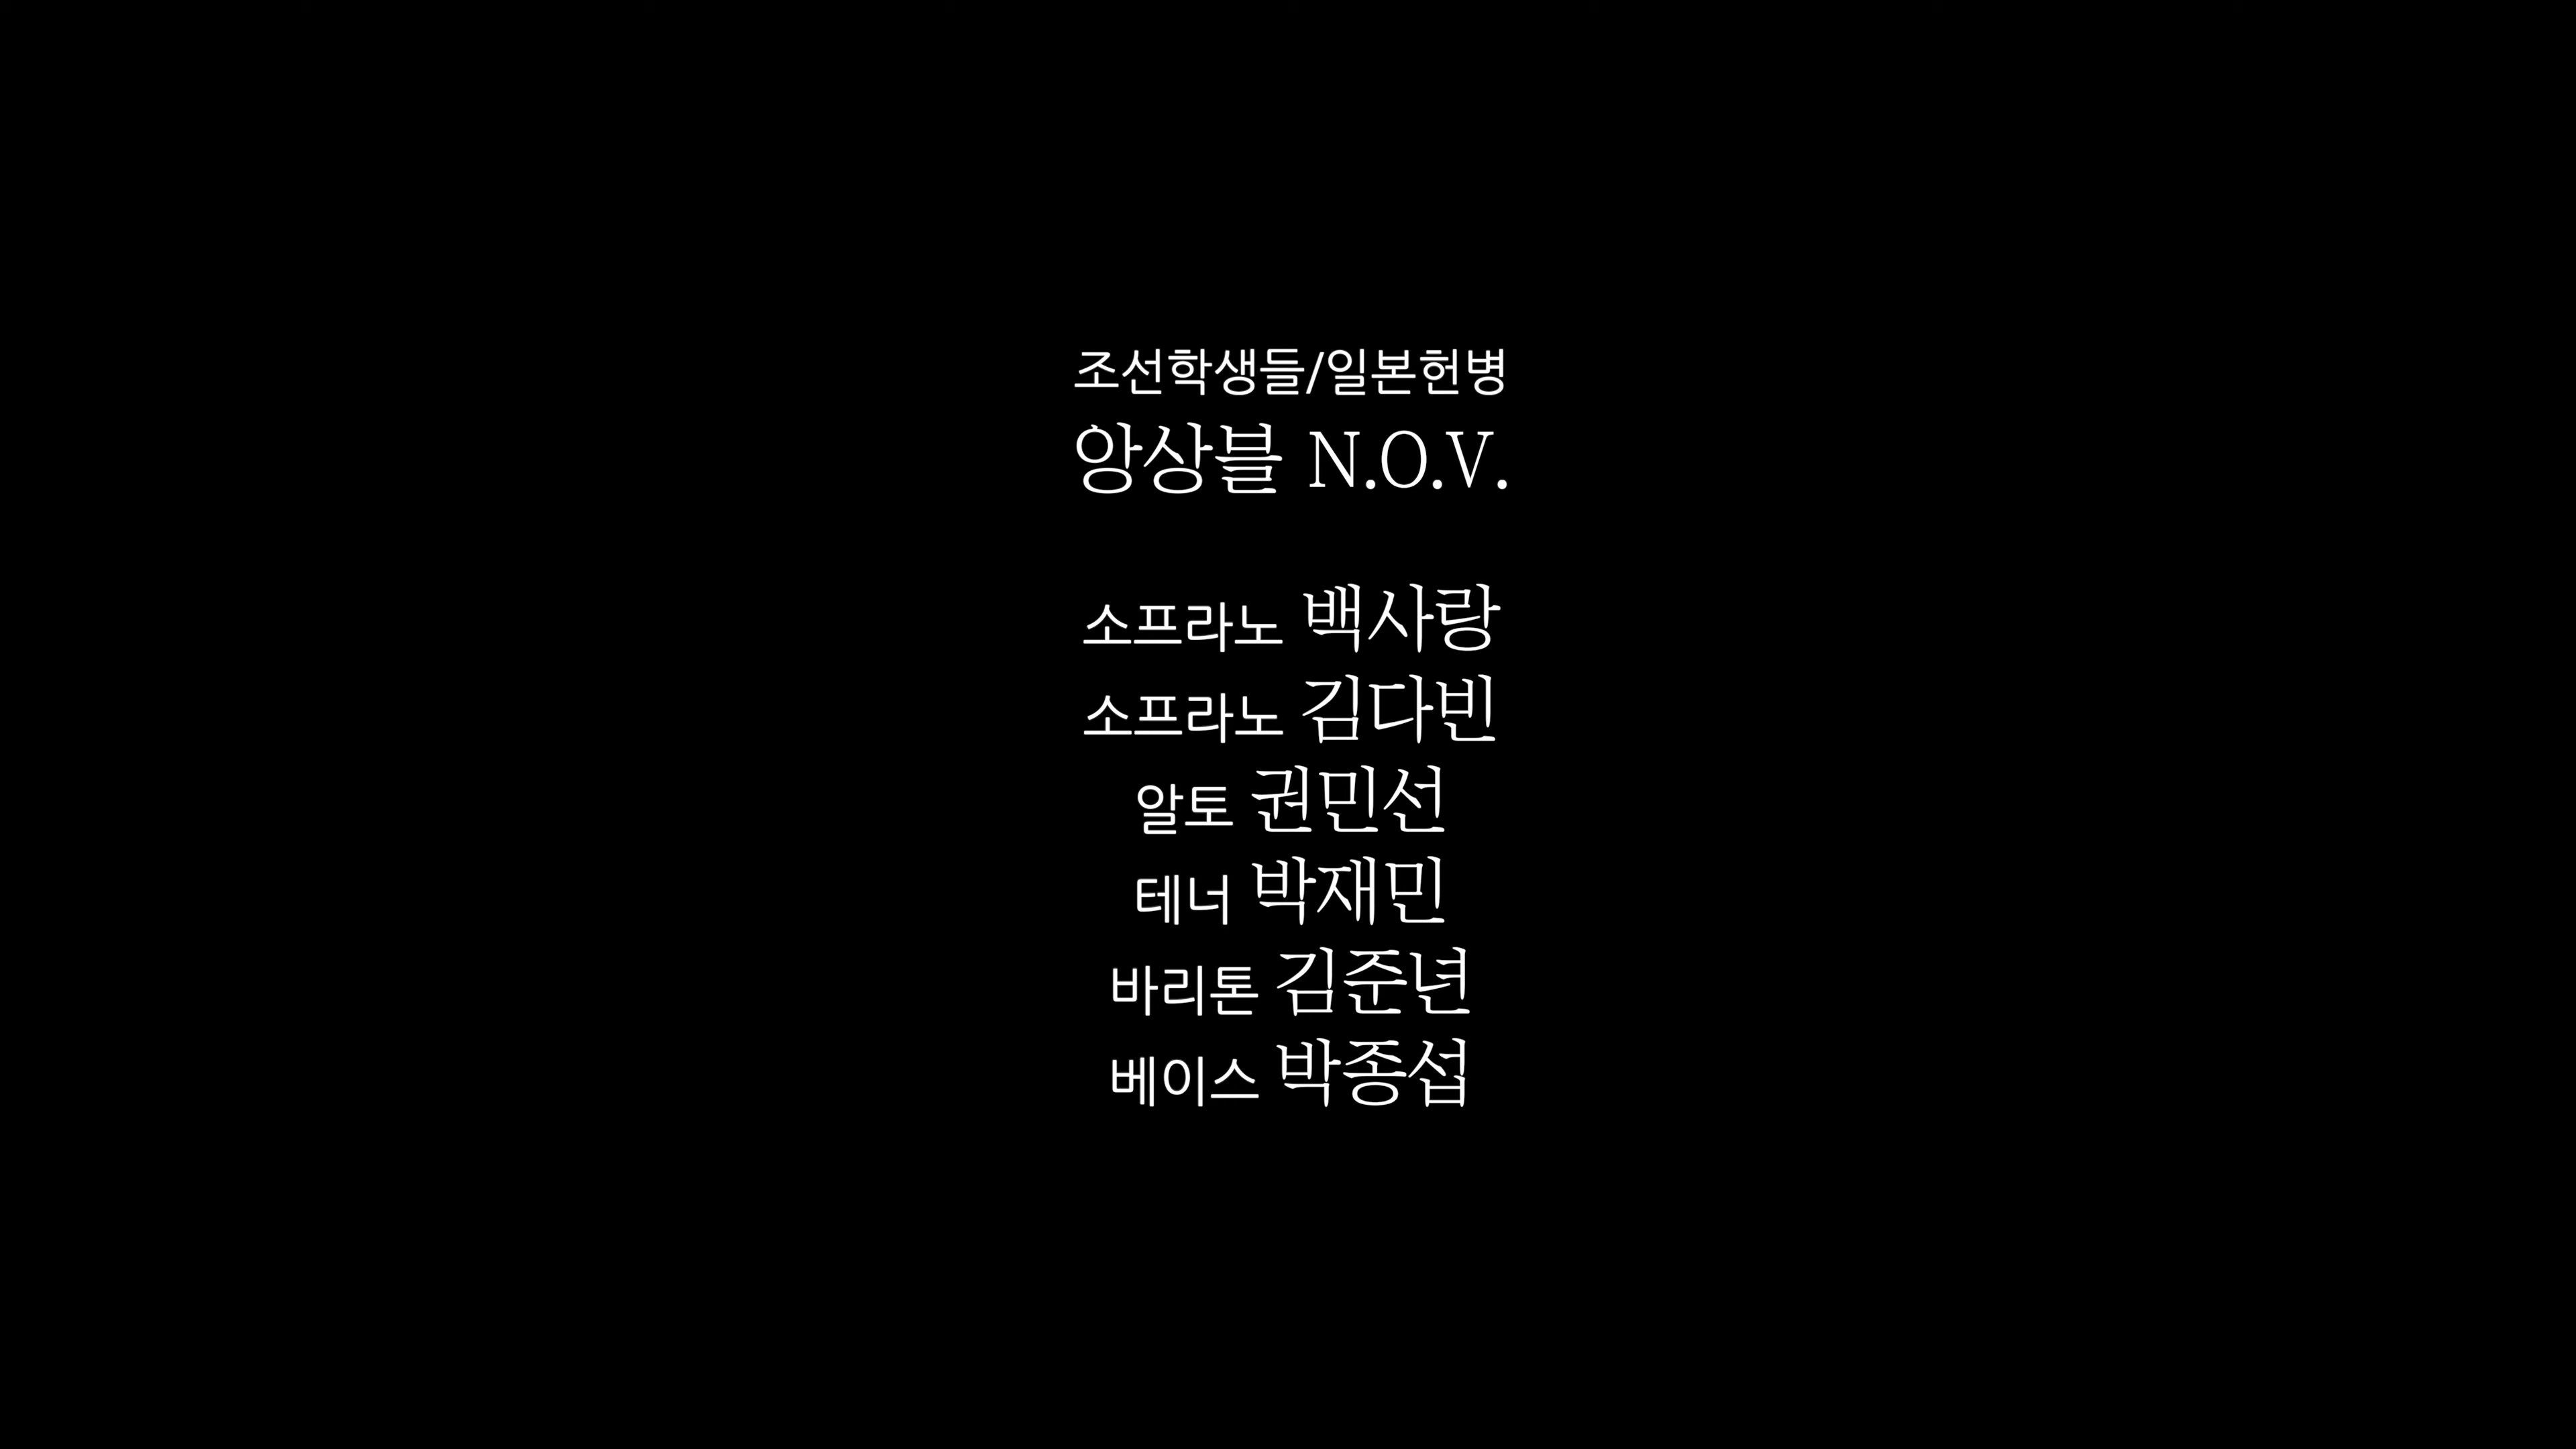 조선학생들/일본헌병
앙상블 N.O.V.
소프라노 백사랑
소프라노 김다빈
알토 권민선
테너 박재민
바리톤 김준년
베이스 박종섭